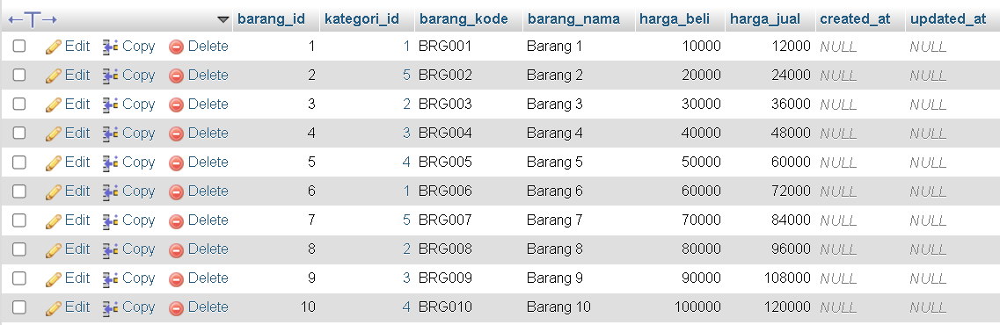 barang_id kategori_id barang_kode barang_nama harga_beli harga_jual created_at updated_at
Edit Copy Delete 1 1 BRG001 Barang 1 10000 12000 NULL NULL
Edit Copy Delete 2 5 BRG002 Barang 2 20000 24000 NULL NULL
Edit Copy Delete 3 2 BRG003 Barang 3 30000 36000 NULL NULL
Edit Copy Delete 4 3 BRG004 Barang 4 40000 48000 NULL NULL
Edit Copy Delete 5 4 BRG005 Barang 5 50000 60000 NULL NULL
Edit Copy Delete 6 1 BRG006 Barang 6 60000 72000 NULL NULL
Edit Copy Delete 7 5 BRG007 Barang 7 70000 84000 NULL NULL
Edit Copy Delete 8 2 BRG008 Barang 8 80000 96000 NULL NULL
Edit Copy Delete 9 3 BRG009 Barang 9 90000 108000 NULL NULL
Edit Copy Delete 10 4 BRG010 Barang 10 100000 120000 NULL NULL